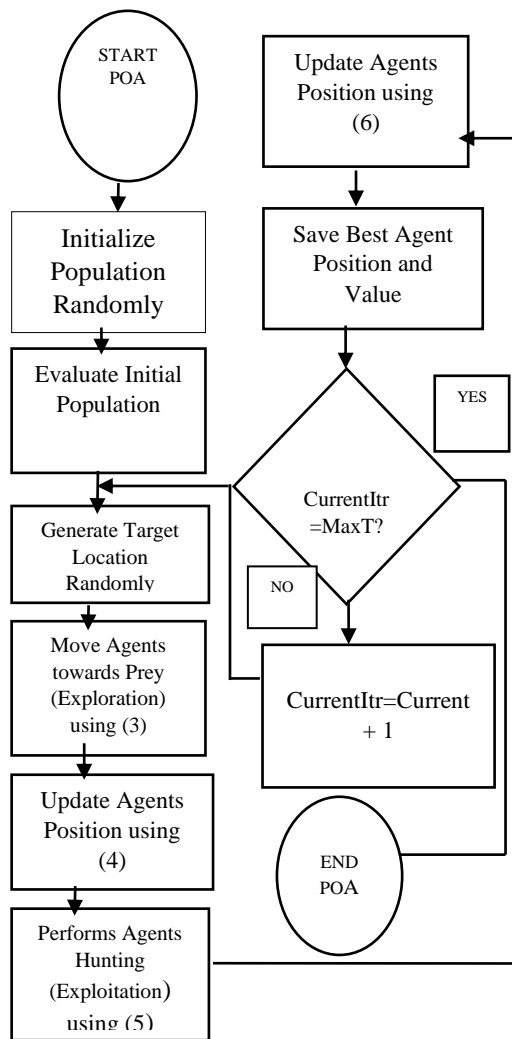 START
POA
Initialize
Population
Randomly
Evaluate Initial
Population
Generate Target
Location
Randomly
Move Agents
towards Prey
(Exploration)
using (3)
Update Agents
Position using
(4)
Performs Agents
Hunting
(Exploitation)
using (5)
Update Agents
Position using
(6)
Save Best Agent
Position and
Value
CurrentItr
=MaxT?
YES
NO
CurrentItr=Current
+ 1
END
POA